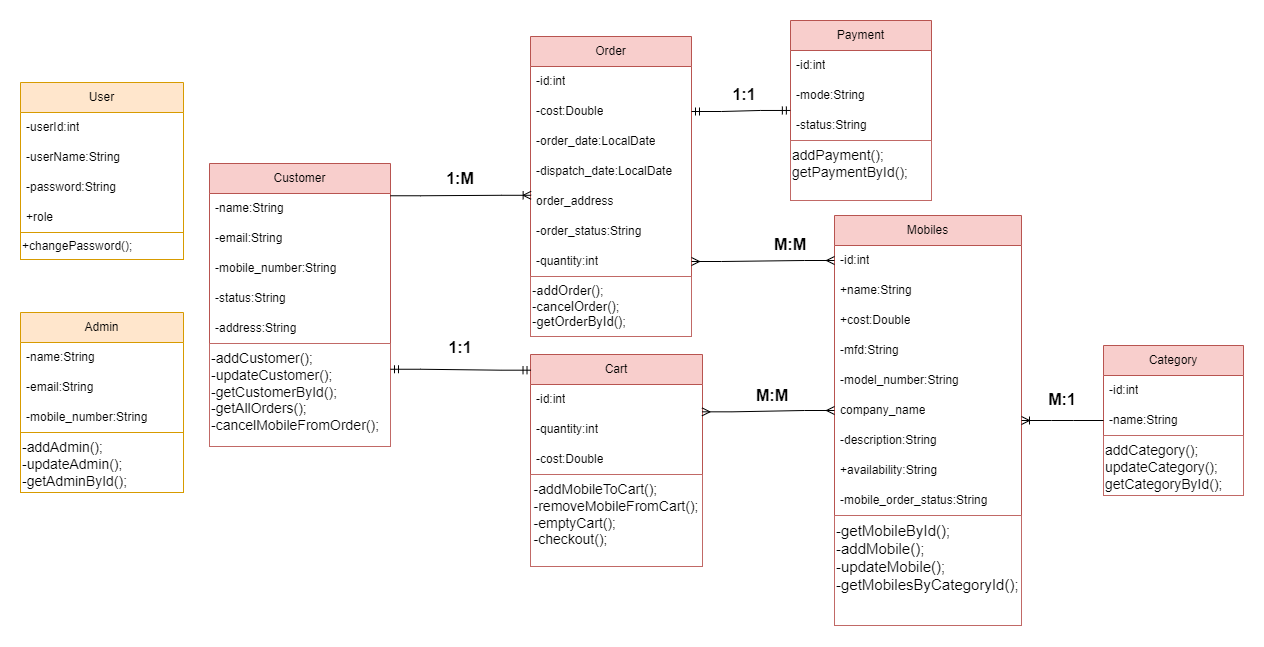 User
-userId:int
-userName:String
-password:String
+role
+changePassword();
Admin
-name:String
-email:String
-mobile_number:String
-addAdmin();
-updateAdmin();
-getAdminById();
Customer
-name:String
-email:String
-mobile_number:String
-status:String
-address:String
-addCustomer();
-updateCustomer();
-getCustomerById();
-getAllOrders();
-cancelMobileFromOrder();
1:M
1:1
Order
-id:int
-cost:Double
-order_date:LocalDate
-dispatch_date:LocalDate
order_address
-order_status:String
-quantity:int
-addOrder();
-cancelOrder();
-getOrderById();
Cart
-id:int
-quantity:int
-cost:Double
-addMobileToCart();
-removeMobileFromCart();
-emptyCart();
-checkout();
1:1
M:M
M:M
Payment
-id:int
-mode:String
-status:String
addPayment();
getPaymentById();
Mobiles
-id:int
+name:String
+cost:Double
-mfd:String
-model_number:String
company_name
-description:String
+availability:String
-mobile_order_status:String
-getMobileById();
-addMobile();
-updateMobile();
-getMobilesByCategoryId();
M:1
Category
-id:int
-name:String
addCategory();
updateCategory();
getCategoryById();